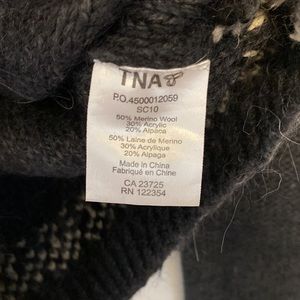 TNA
P.O.4500012059
SC10
50% Merino Wool
30% Acrylic
20% Alpaca
50% Laine de Merino
30% Acrylique
20% Alpaga
Made in China
Fabriqué en Chine
CA 23725
RN 122354